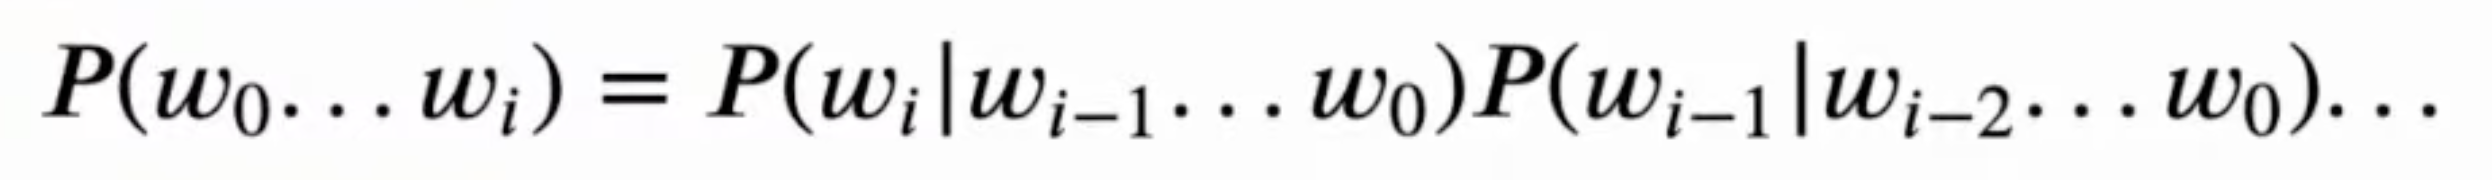 P(w₀. . . wᵢ) = P(wᵢ|wᵢ₋₁. . . w₀)P(wᵢ₋₁|wᵢ₋₂. . . w₀). . .